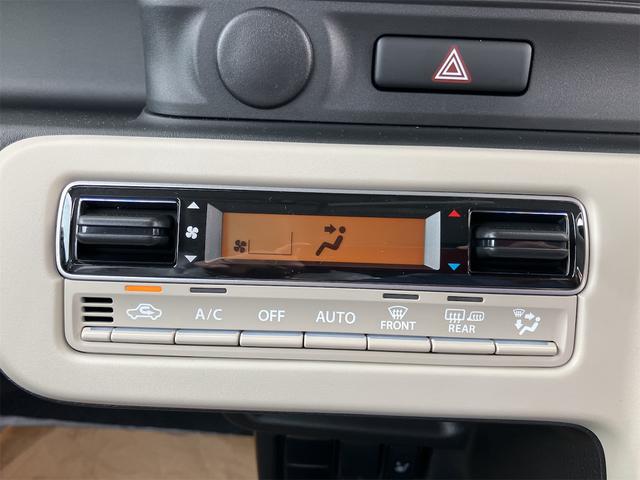 A/C OFF AUTO FRONT REAR